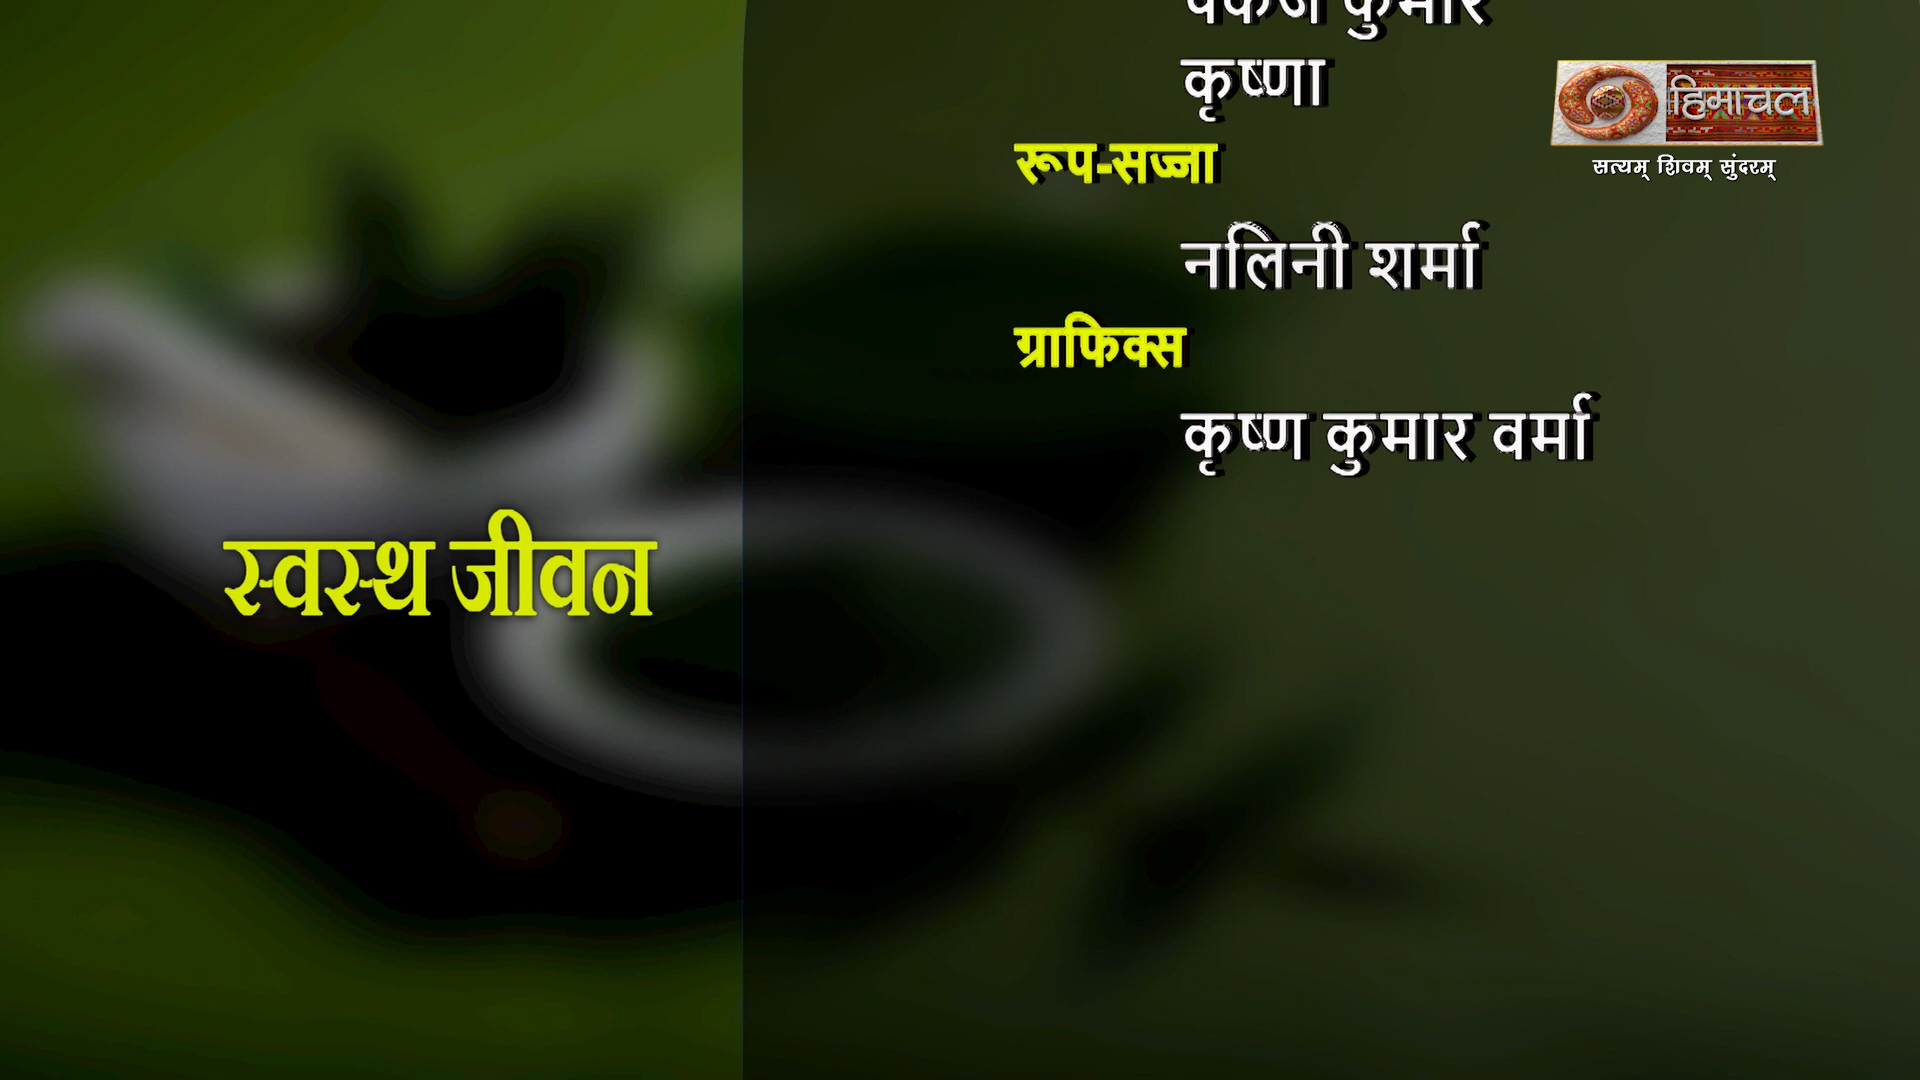 कुमार
कृष्णा
रूप-सज्जा
नलिनी शर्मा
ग्राफिक्स
कृष्ण कुमार वर्मा
स्वस्थ जीवन
हिमाचल
सत्यम् शिवम् सुंदरम्